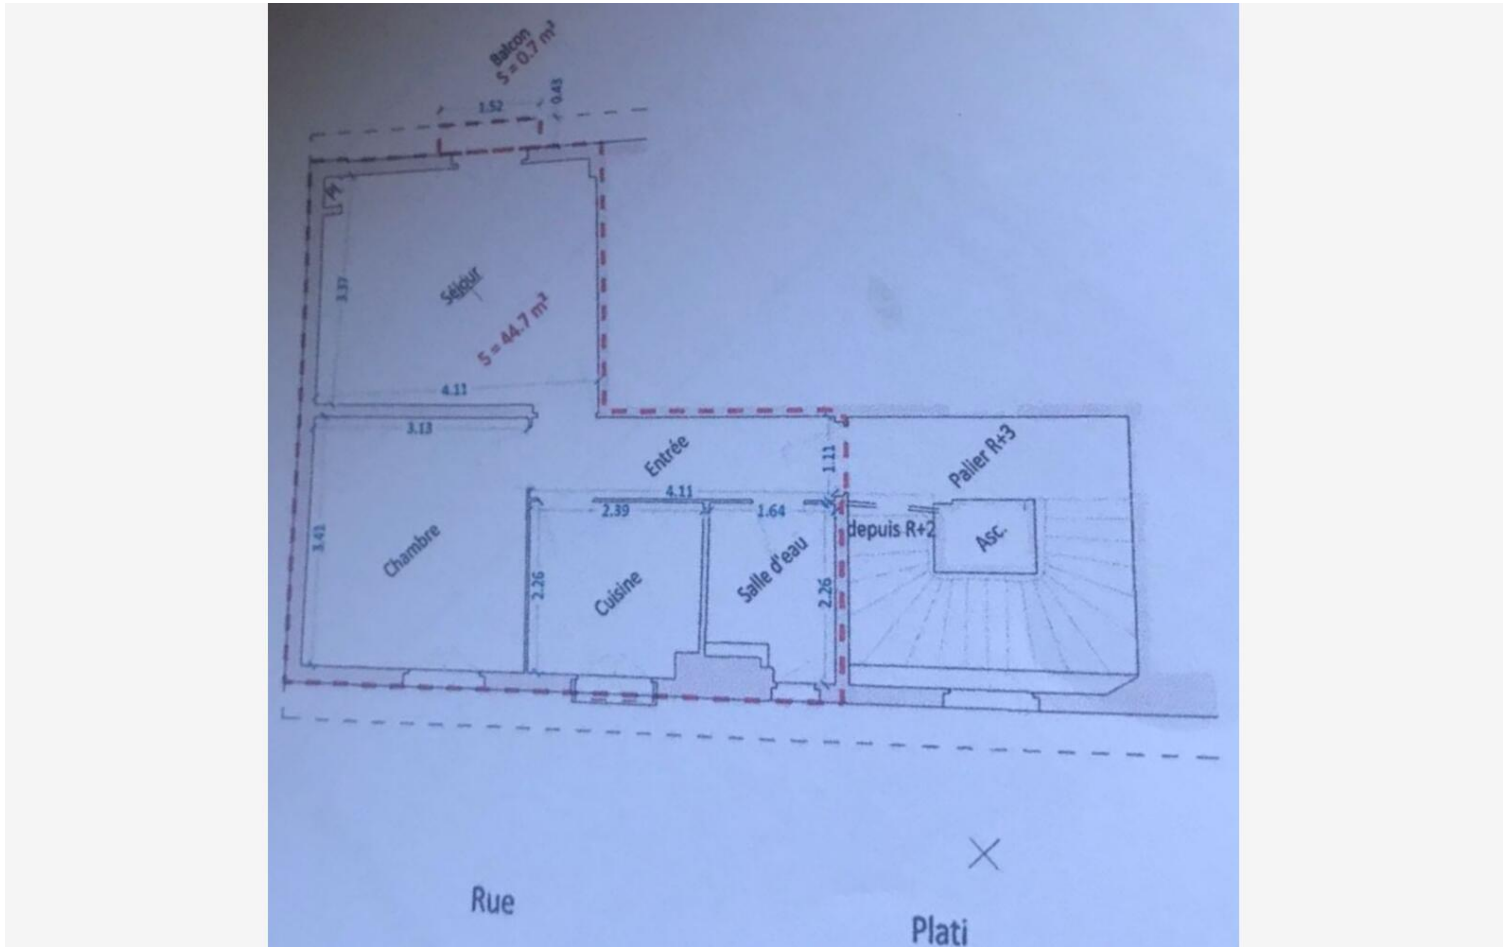 Balcon
S = 0.7 m²
1.52
0.43
3.37
Séjour
S = 44.7 m²
4.11
3.13
Entrée
1.11
Palier R+3
4.11
2.39
1.64
depuis R+2
Asc.
3.41
Chambre
2.26
Cuisine
Salle d'eau
2.26
Rue
Plati